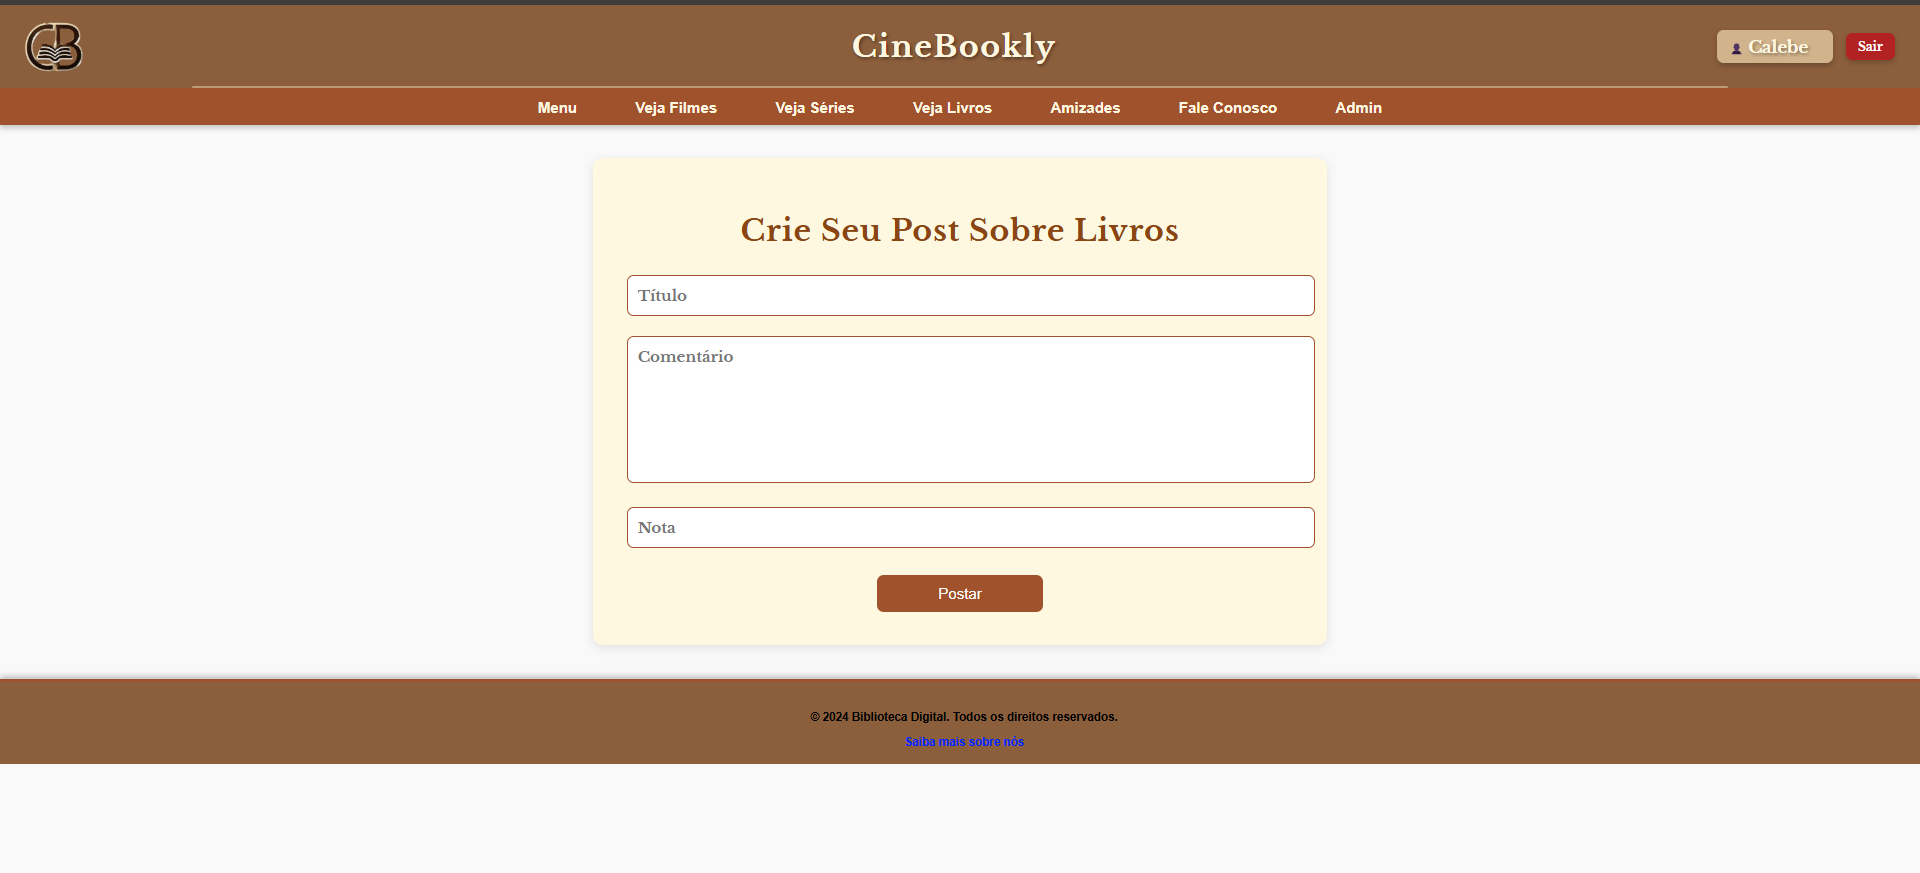 CB
CineBookly
Calebe
Sair
Menu Veja Filmes Veja Séries Veja Livros Amizades Fale Conosco Admin
Crie Seu Post Sobre Livros
Título
Comentário
Nota
Postar
© 2024 Biblioteca Digital. Todos os direitos reservados.
Saiba mais sobre nós